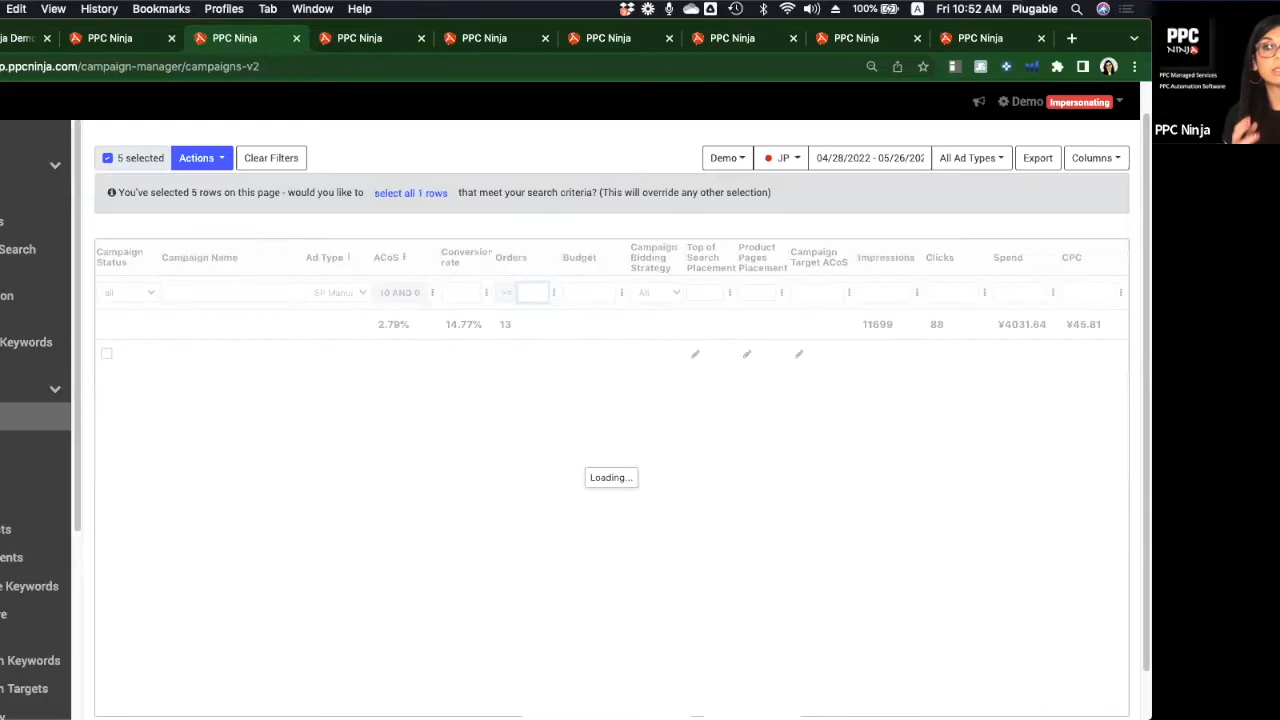 Edit View History Bookmarks Profiles Tab Window Help 100% A Fri 10:52 AM Plugable
ja Demo PPC Ninja PPC Ninja PPC Ninja PPC Ninja PPC Ninja PPC Ninja PPC Ninja PPC Ninja
p.ppcninja.com/campaign-manager/campaigns-v2
PPC
NINJA
PPC Managed Services
PPC Automation Software
PPC Ninja
Demo Impersonating
5 selected Actions Clear Filters Demo JP 04/28/2022 - 05/26/202 All Ad Types Export Columns
You've selected 5 rows on this page - would you like to select all 1 rows that meet your search criteria? (This will override any other selection)
Campaign Status Campaign Name Ad Type ACoS Conversion rate Orders Budget Campaign Bidding Strategy Top of Search Placement Product Pages Placement Campaign Target ACoS Impressions Clicks Spend CPC
all SP Manu 10 AND 0 >= All
2.79% 14.77% 13 11699 88 ¥4031.64 ¥45.81
Loading...
s
Search
on
Keywords
ts
ents
e Keywords
re
n Keywords
n Targets